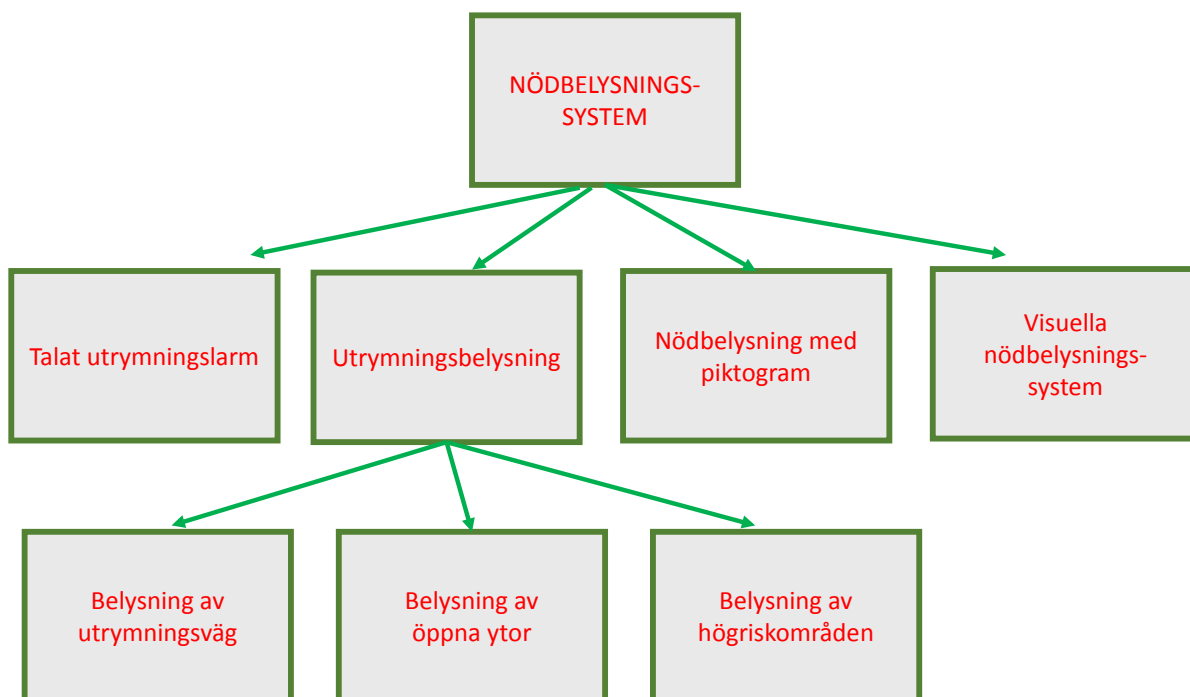 NÖDBELYSNINGS-
SYSTEM
Talat utrymningslarm
Utrymningsbelysning
Nödbelysning med
piktogram
Visuella
nödbelysnings-
system
Belysning av
utrymningsväg
Belysning av
öppna ytor
Belysning av
högriskområden